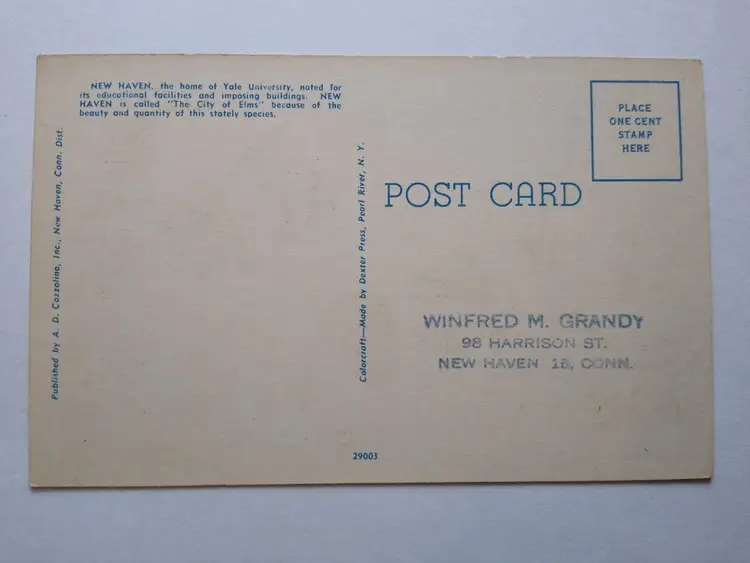 NEW HAVEN, the home of Yale University, noted for
its educational facilities and imposing buildings. NEW
HAVEN is called "The City of Elms" because of the
beauty and quantity of this stately species.
Published by A. D. Cozzolino, Inc., New Haven, Conn. Dist.
Colorcraft—Made by Dexter Press, Pearl River, N. Y.
PLACE
ONE CENT
STAMP
HERE
POST CARD
WINFRED M. GRANDY
98 HARRISON ST.
NEW HAVEN 15, CONN.
29003